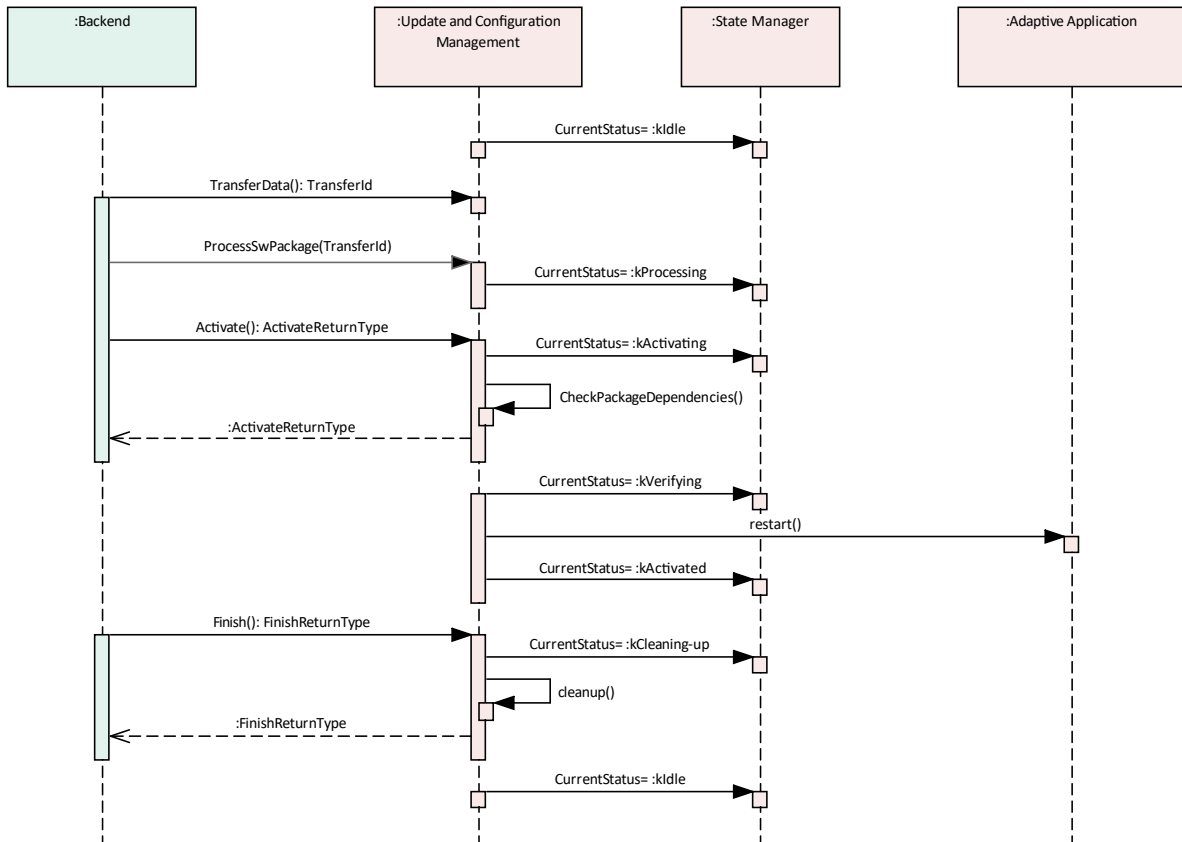 :Backend
:Update and Configuration
Management
:State Manager
:Adaptive Application
CurrentStatus= :kIdle
TransferData(): TransferId
ProcessSwPackage(TransferId)
CurrentStatus= :kProcessing
Activate(): ActivateReturnType
CurrentStatus= :kActivating
CheckPackageDependencies()
:ActivateReturnType
CurrentStatus= :kVerifying
restart()
CurrentStatus= :kActivated
Finish(): FinishReturnType
CurrentStatus= :kCleaning-up
cleanup()
:FinishReturnType
CurrentStatus= :kIdle